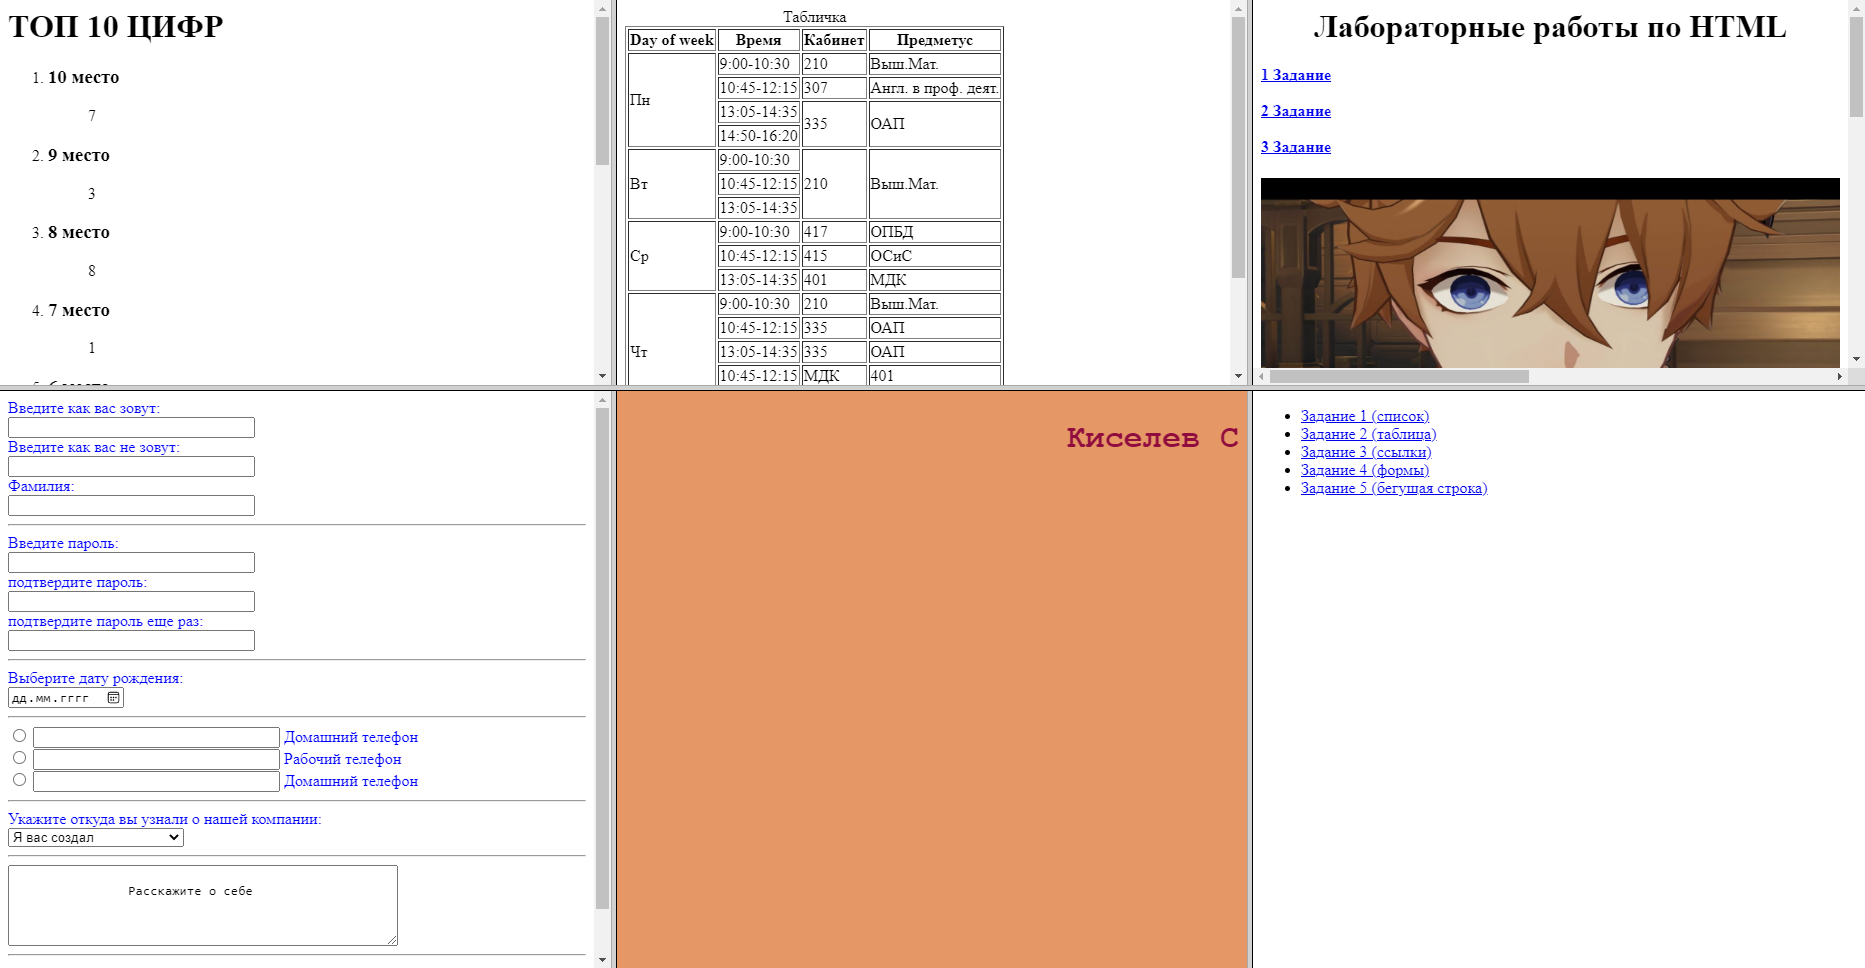 ТОП 10 ЦИФР
1. 10 место
7
2. 9 место
3
3. 8 место
8
4. 7 место
1
Табличка
Day of week Время Кабинет Предметус
Пн 9:00-10:30 210 Выш.Мат.
10:45-12:15 307 Англ. в проф. деят.
13:05-14:35 335 ОАП
14:50-16:20
Вт 9:00-10:30 210 Выш.Мат.
10:45-12:15
13:05-14:35
Ср 9:00-10:30 417 ОПБД
10:45-12:15 415 ОСиС
13:05-14:35 401 МДК
Чт 9:00-10:30 210 Выш.Мат.
10:45-12:15 335 ОАП
13:05-14:35 335 ОАП
10:45-12:15 МДК 401
Лабораторные работы по HTML
1 Задание
2 Задание
3 Задание
Введите как вас зовут:
Введите как вас не зовут:
Фамилия:
Введите пароль:
подтвердите пароль:
подтвердите пароль еще раз:
Выберите дату рождения:
дд.мм.гггг
Домашний телефон
Рабочий телефон
Домашний телефон
Укажите откуда вы узнали о нашей компании:
Я вас создал
Расскажите о себе
Киселев С
Задание 1 (список)
Задание 2 (таблица)
Задание 3 (ссылки)
Задание 4 (формы)
Задание 5 (бегущая строка)